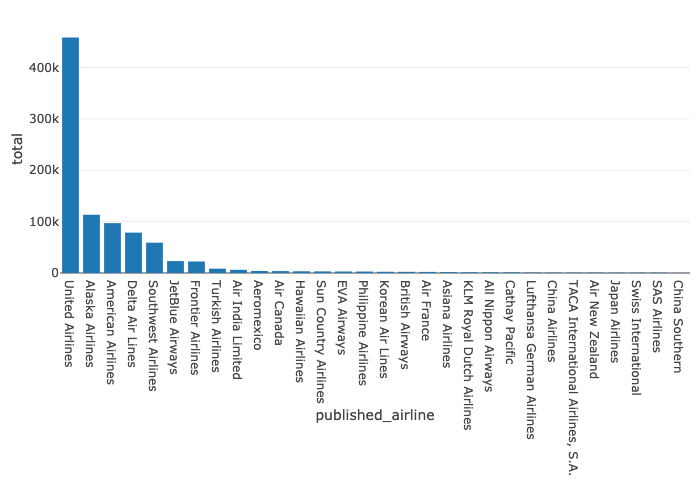 total
400k
300k
200k
100k
0
United Airlines
Alaska Airlines
American Airlines
Delta Air Lines
Southwest Airlines
JetBlue Airways
Frontier Airlines
Turkish Airlines
Air India Limited
Aeromexico
Air Canada
Hawaiian Airlines
Sun Country Airlines
EVA Airways
Philippine Airlines
Korean Air Lines
British Airways
Air France
Asiana Airlines
KLM Royal Dutch Airlines
All Nippon Airways
Cathay Pacific
Lufthansa German Airlines
China Airlines
TACA International Airlines, S.A.
Air New Zealand
Japan Airlines
Swiss International
SAS Airlines
China Southern
published_airline